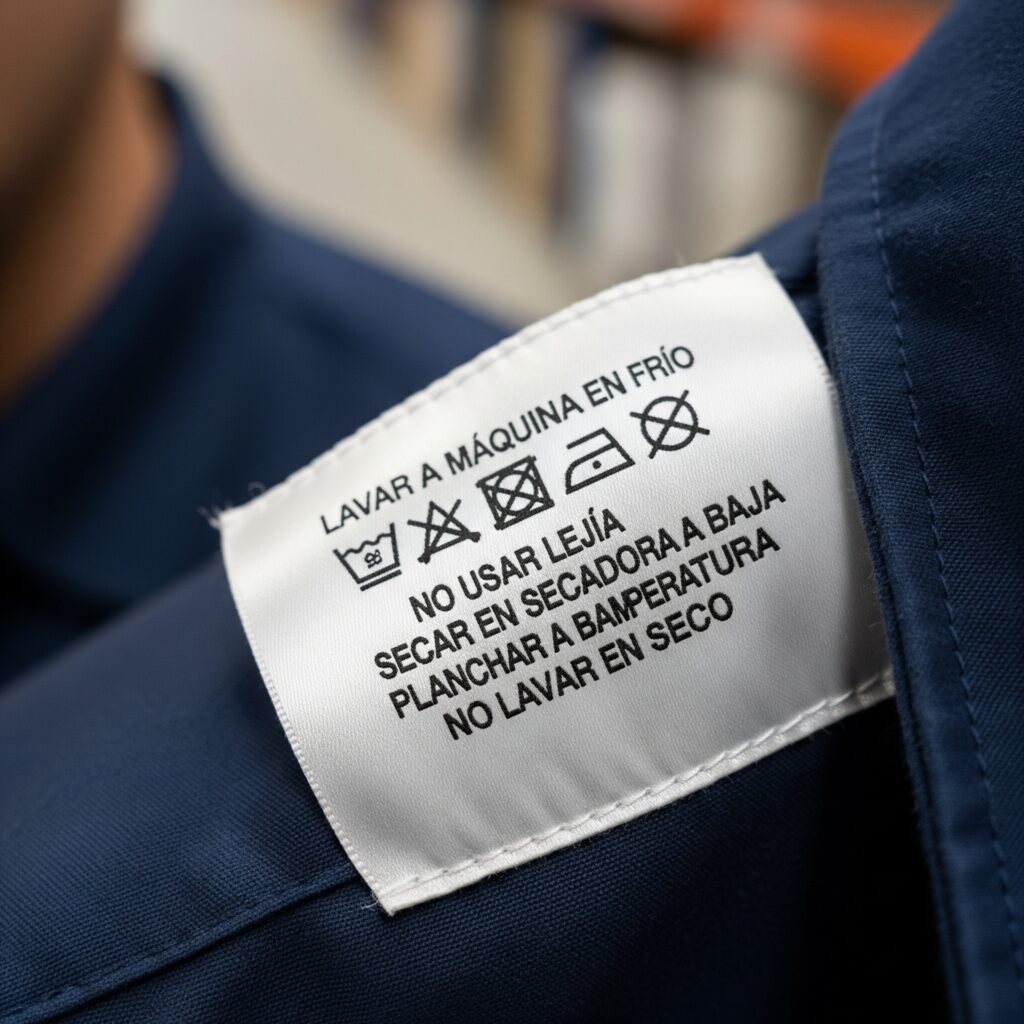 LAVAR A MÁQUINA EN FRÍO
NO USAR LEJÍA
SECAR EN SECADORA A BAJA
PLANCHAR A BAMPERATURA
NO LAVAR EN SECO